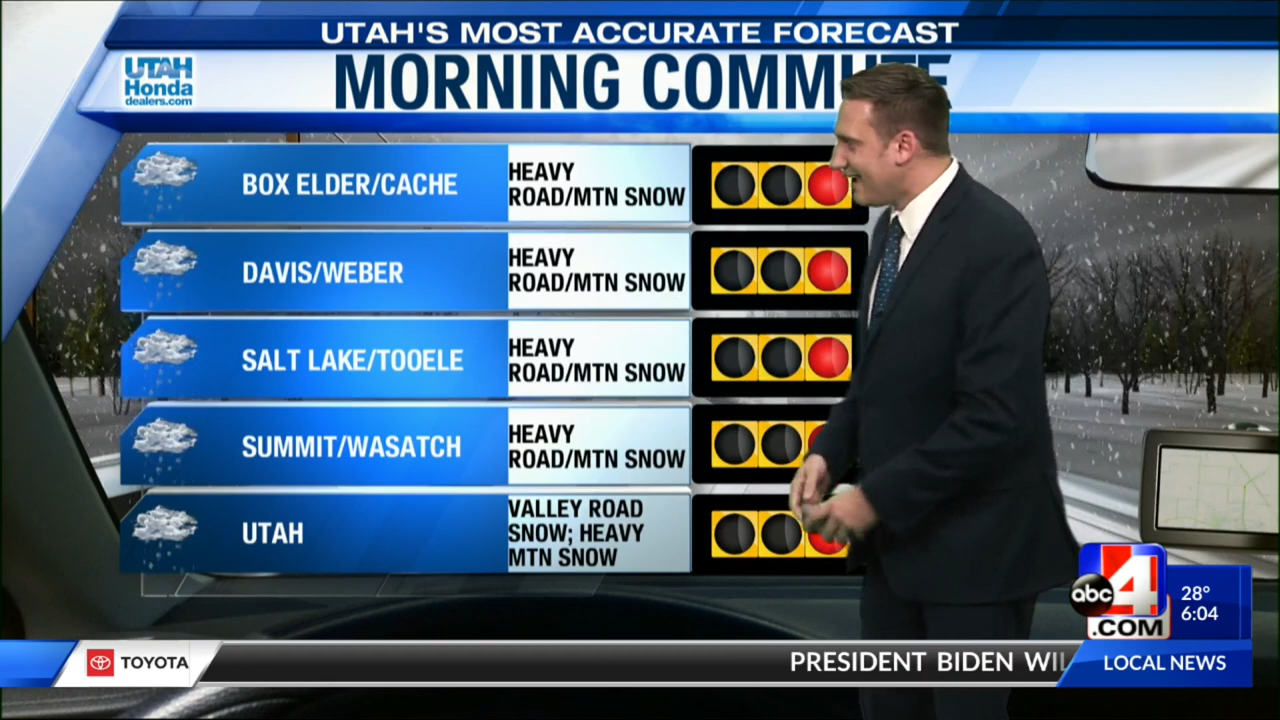 UTAH'S MOST ACCURATE FORECAST
UTAH
Honda
dealers.com
MORNING COMMUTE
BOX ELDER/CACHE
HEAVY
ROAD/MTN SNOW
DAVIS/WEBER
HEAVY
ROAD/MTN SNOW
SALT LAKE/TOOELE
HEAVY
ROAD/MTN SNOW
SUMMIT/WASATCH
HEAVY
ROAD/MTN SNOW
UTAH
VALLEY ROAD
SNOW; HEAVY
MTN SNOW
abc 4
.COM
28°
6:04
TOYOTA
PRESIDENT BIDEN WIL
LOCAL NEWS